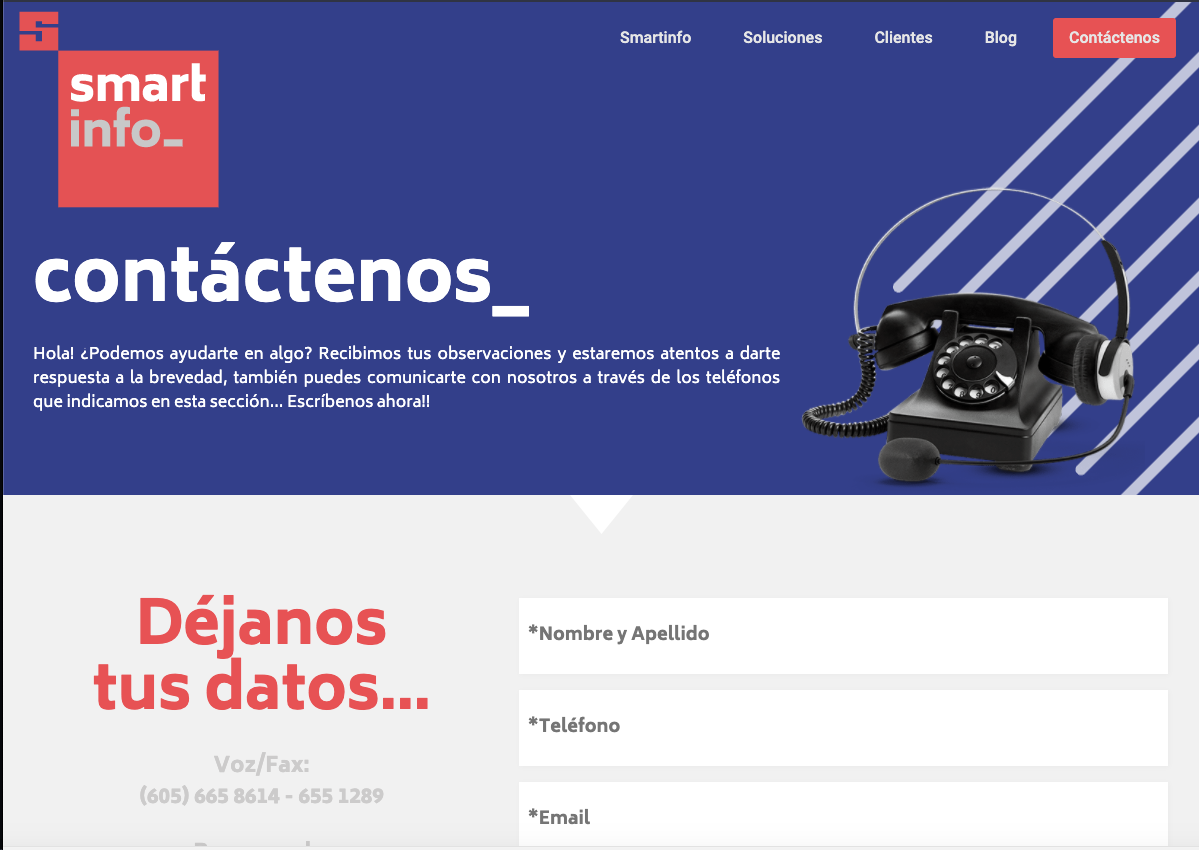 Smartinfo Soluciones Clientes Blog Contáctenos
smart
info_
contáctenos_
Hola! ¿Podemos ayudarte en algo? Recibimos tus observaciones y estaremos atentos a darte
respuesta a la brevedad, también puedes comunicarte con nosotros a través de los teléfonos
que indicamos en esta sección... Escríbenos ahora!!
Déjanos
tus datos...
Voz/Fax:
(605) 665 8614 - 655 1289
*Nombre y Apellido
*Teléfono
*Email